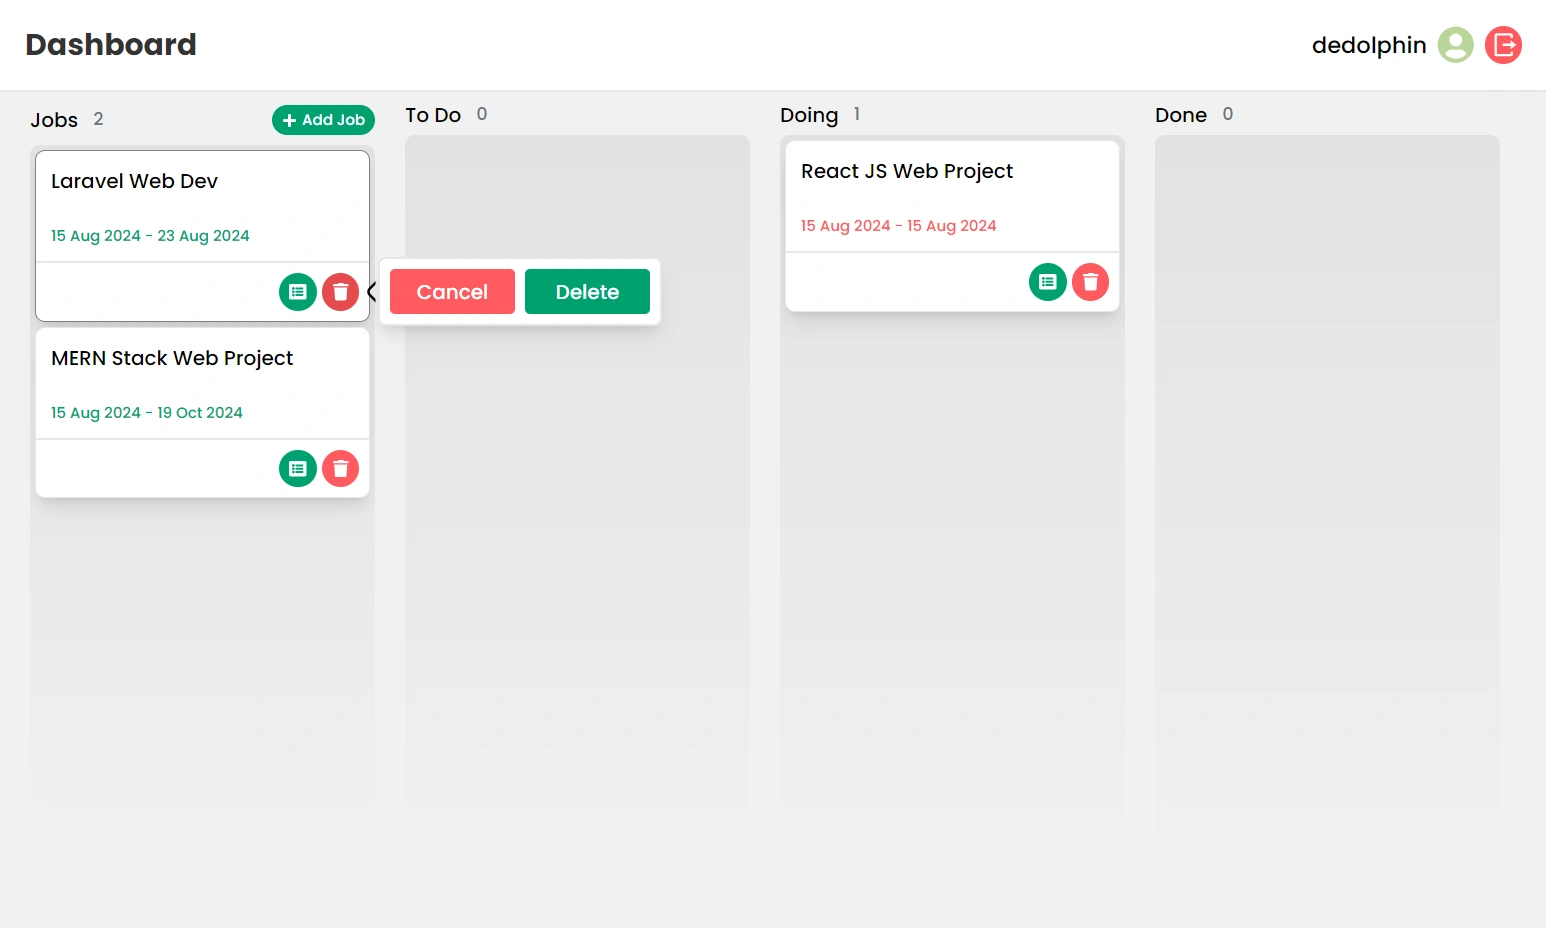 Dashboard
dedolphin
Jobs 2
Add Job
Laravel Web Dev
15 Aug 2024 - 23 Aug 2024
Cancel Delete
MERN Stack Web Project
15 Aug 2024 - 19 Oct 2024
To Do 0
Doing 1
React JS Web Project
15 Aug 2024 - 15 Aug 2024
Done 0